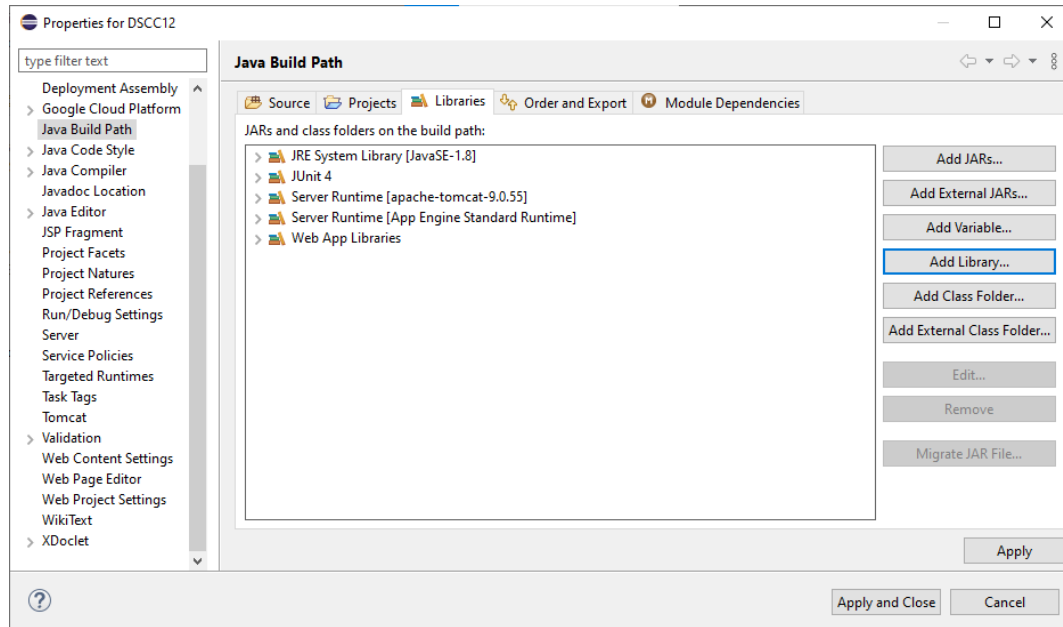 Properties for DSCC12
type filter text
Deployment Assembly
Google Cloud Platform
Java Build Path
Java Code Style
Java Compiler
Javadoc Location
Java Editor
JSP Fragment
Project Facets
Project Natures
Project References
Run/Debug Settings
Server
Service Policies
Targeted Runtimes
Task Tags
Tomcat
Validation
Web Content Settings
Web Page Editor
Web Project Settings
WikiText
XDoclet
Java Build Path
Source Projects Libraries Order and Export Module Dependencies
JARs and class folders on the build path:
JRE System Library [JavaSE-1.8]
JUnit 4
Server Runtime [apache-tomcat-9.0.55]
Server Runtime [App Engine Standard Runtime]
Web App Libraries
Add JARs...
Add External JARs...
Add Variable...
Add Library...
Add Class Folder...
Add External Class Folder...
Edit...
Remove
Migrate JAR File...
Apply
?
Apply and Close Cancel